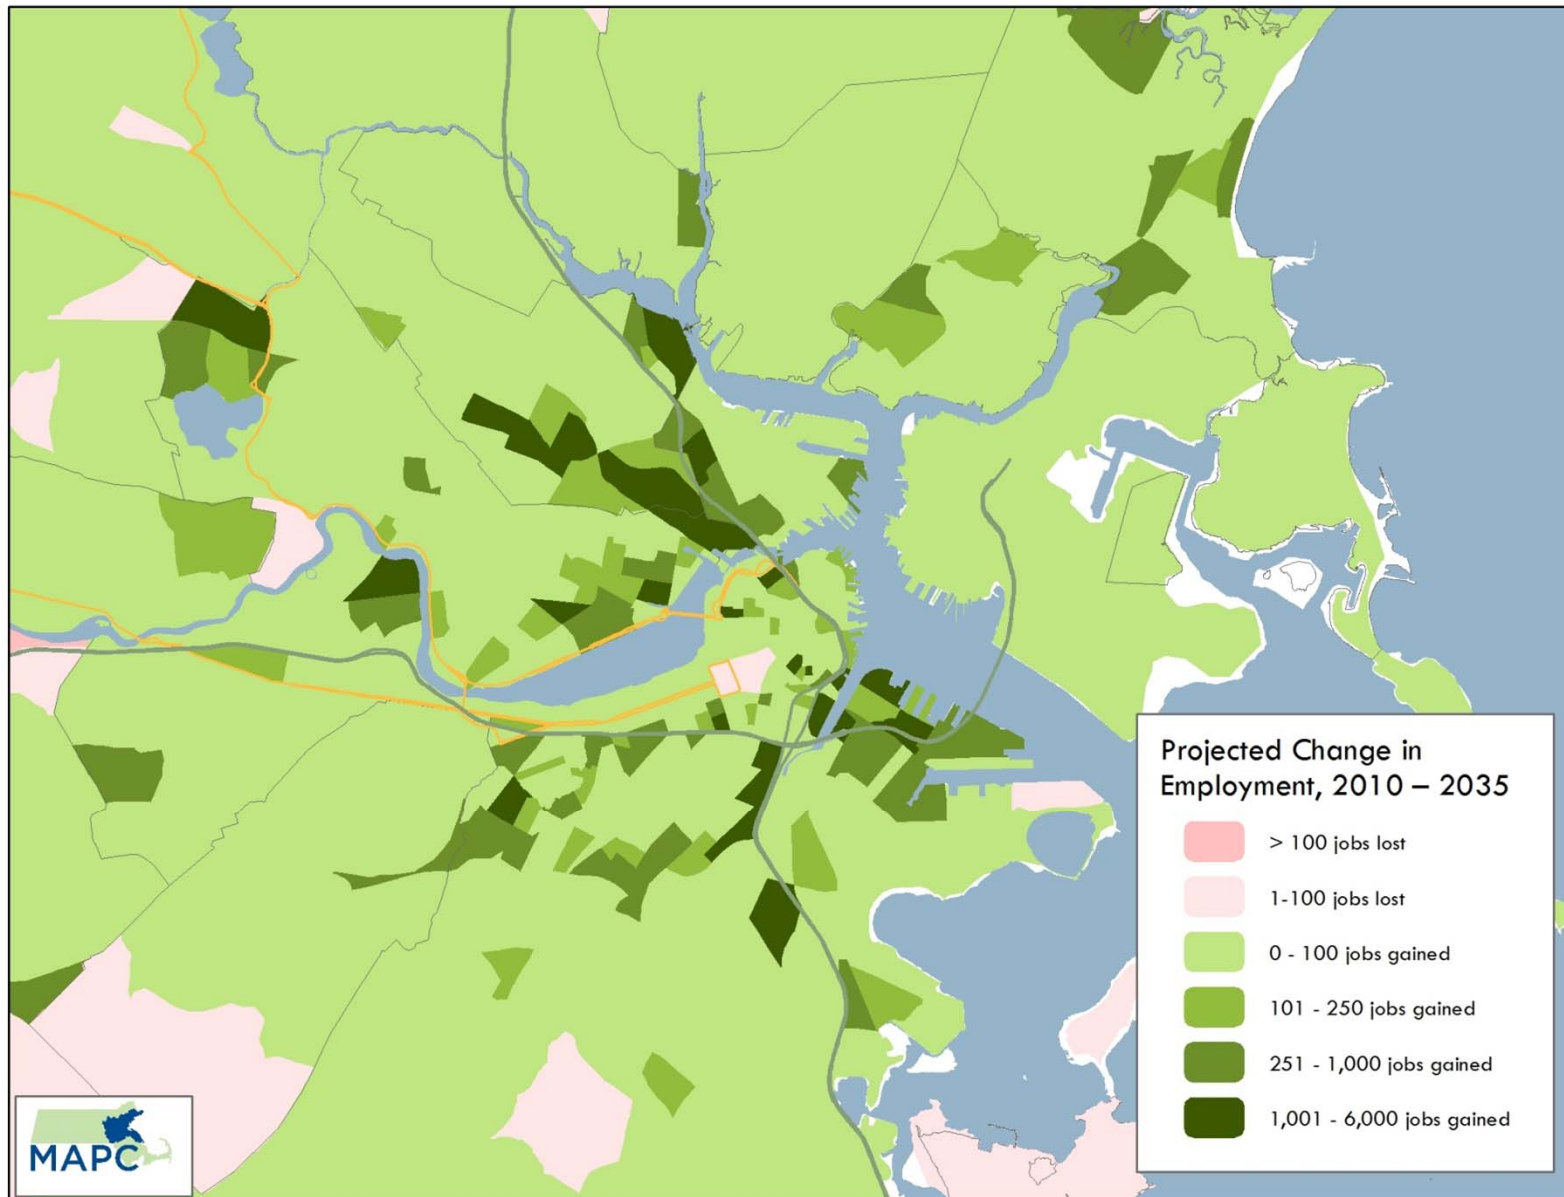 Projected Change in
Employment, 2010 – 2035
> 100 jobs lost
1-100 jobs lost
0 - 100 jobs gained
101 - 250 jobs gained
251 - 1,000 jobs gained
1,001 - 6,000 jobs gained
MAPC